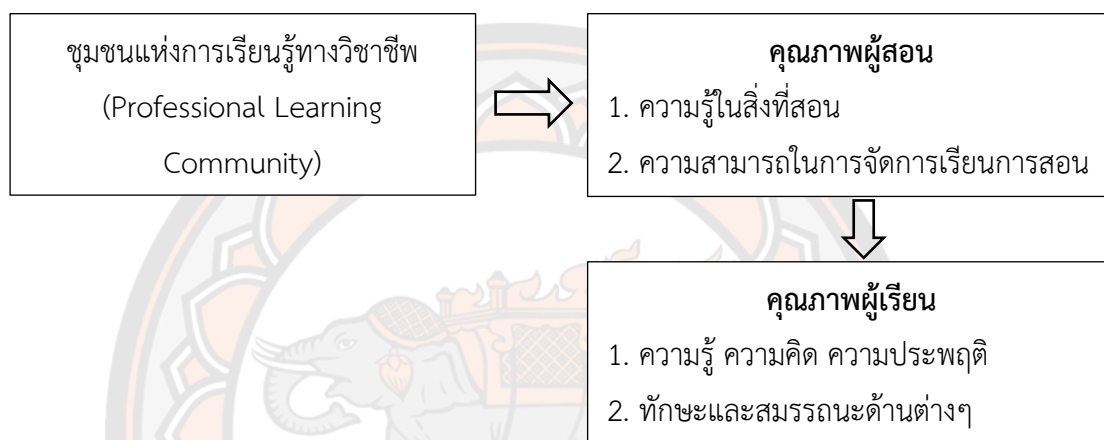 ชุมชนแห่งการเรียนรู้ทางวิชาชีพ
(Professional Learning
Community)
คุณภาพผู้สอน
1. ความรู้ในสิ่งที่สอน
2. ความสามารถในการจัดการเรียนการสอน
คุณภาพผู้เรียน
1. ความรู้ ความคิด ความประพฤติ
2. ทักษะและสมรรถนะด้านต่างๆ